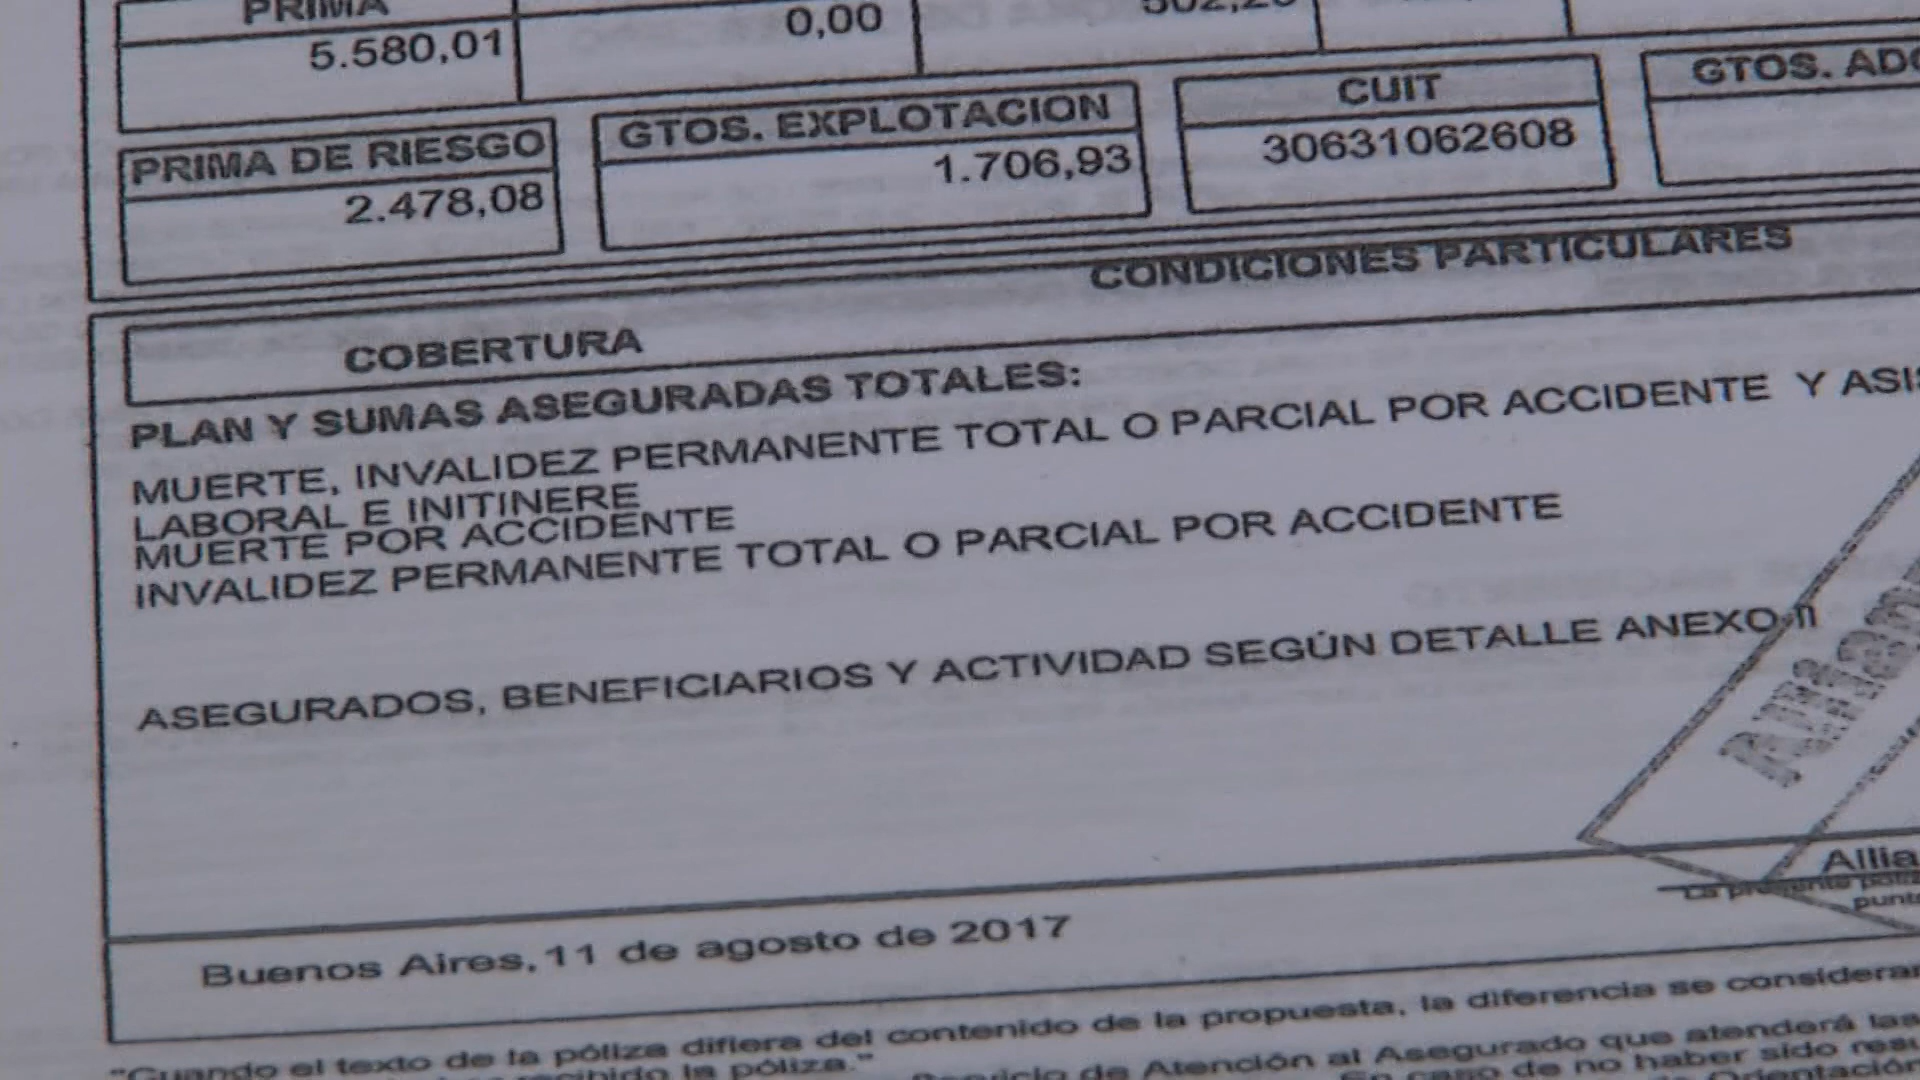 PRIMA
5.580,01
0,00
PRIMA DE RIESGO
2.478,08
GTOS. EXPLOTACION
1.706,93
CUIT
30631062608
GTOS.
CONDICIONES PARTICULARES
COBERTURA
PLAN Y SUMAS ASEGURADAS TOTALES:
MUERTE, INVALIDEZ PERMANENTE TOTAL O PARCIAL POR ACCIDENTE Y
LABORAL E INITINERE
MUERTE POR ACCIDENTE
INVALIDEZ PERMANENTE TOTAL O PARCIAL POR ACCIDENTE
ASEGURADOS, BENEFICIARIOS Y ACTIVIDAD SEGÚN DETALLE ANEXO II
Buenos Aires, 11 de agosto de 2017
"Cuando el texto de la póliza difiera del contenido de la propuesta, la diferencia se
la póliza."
Servicio de Atención al Asegurado que atenderá las
En caso de no haber sido